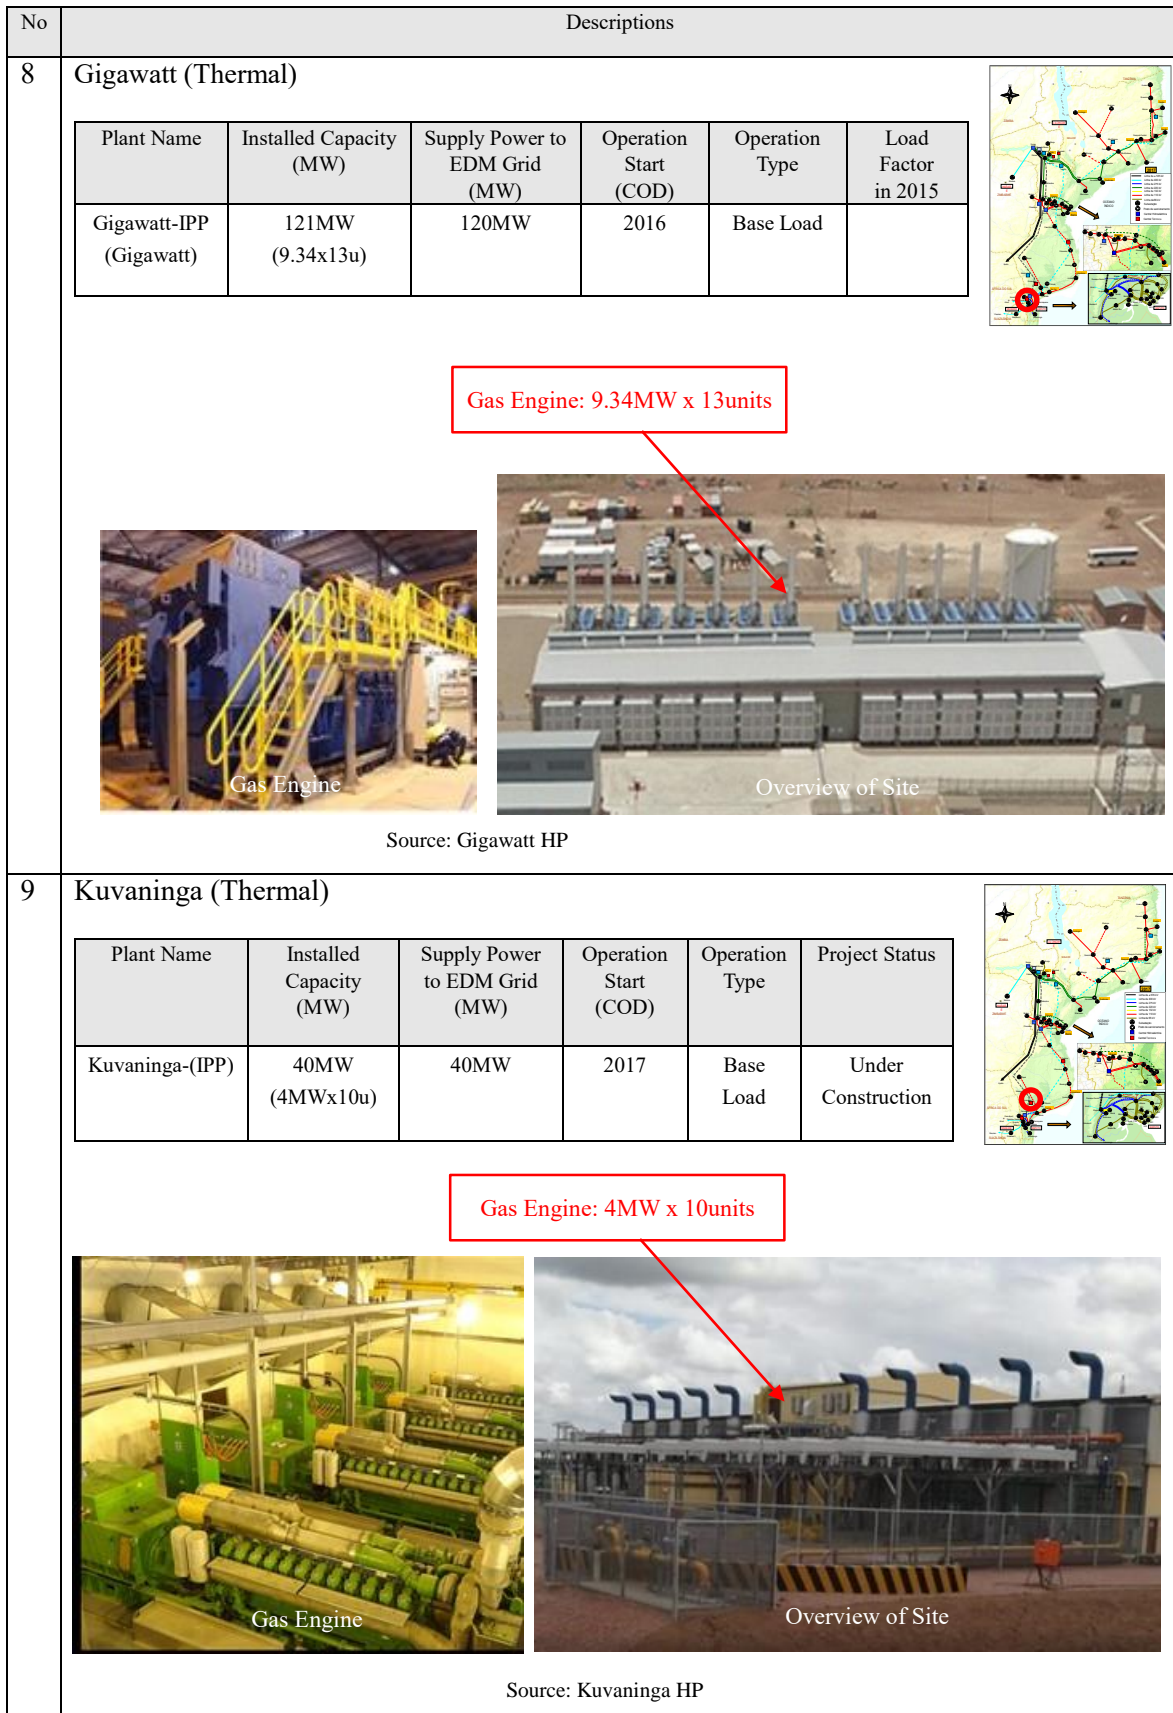 No
Descriptions
8
Gigawatt (Thermal)
Plant Name
Installed Capacity
(MW)
Supply Power to
EDM Grid
(MW)
Operation
Start
(COD)
Operation
Type
Load
Factor
in 2015
Gigawatt-IPP
(Gigawatt)
121MW
(9.34x13u)
120MW
2016
Base Load
Gas Engine: 9.34MW x 13units
Gas Engine
Overview of Site
Source: Gigawatt HP
9
Kuvaninga (Thermal)
Plant Name
Installed
Capacity
(MW)
Supply Power
to EDM Grid
(MW)
Operation
Start
(COD)
Operation
Type
Project Status
Kuvaninga-(IPP)
40MW
(4MWx10u)
40MW
2017
Base
Load
Under
Construction
Gas Engine: 4MW x 10units
Gas Engine
Overview of Site
Source: Kuvaninga HP